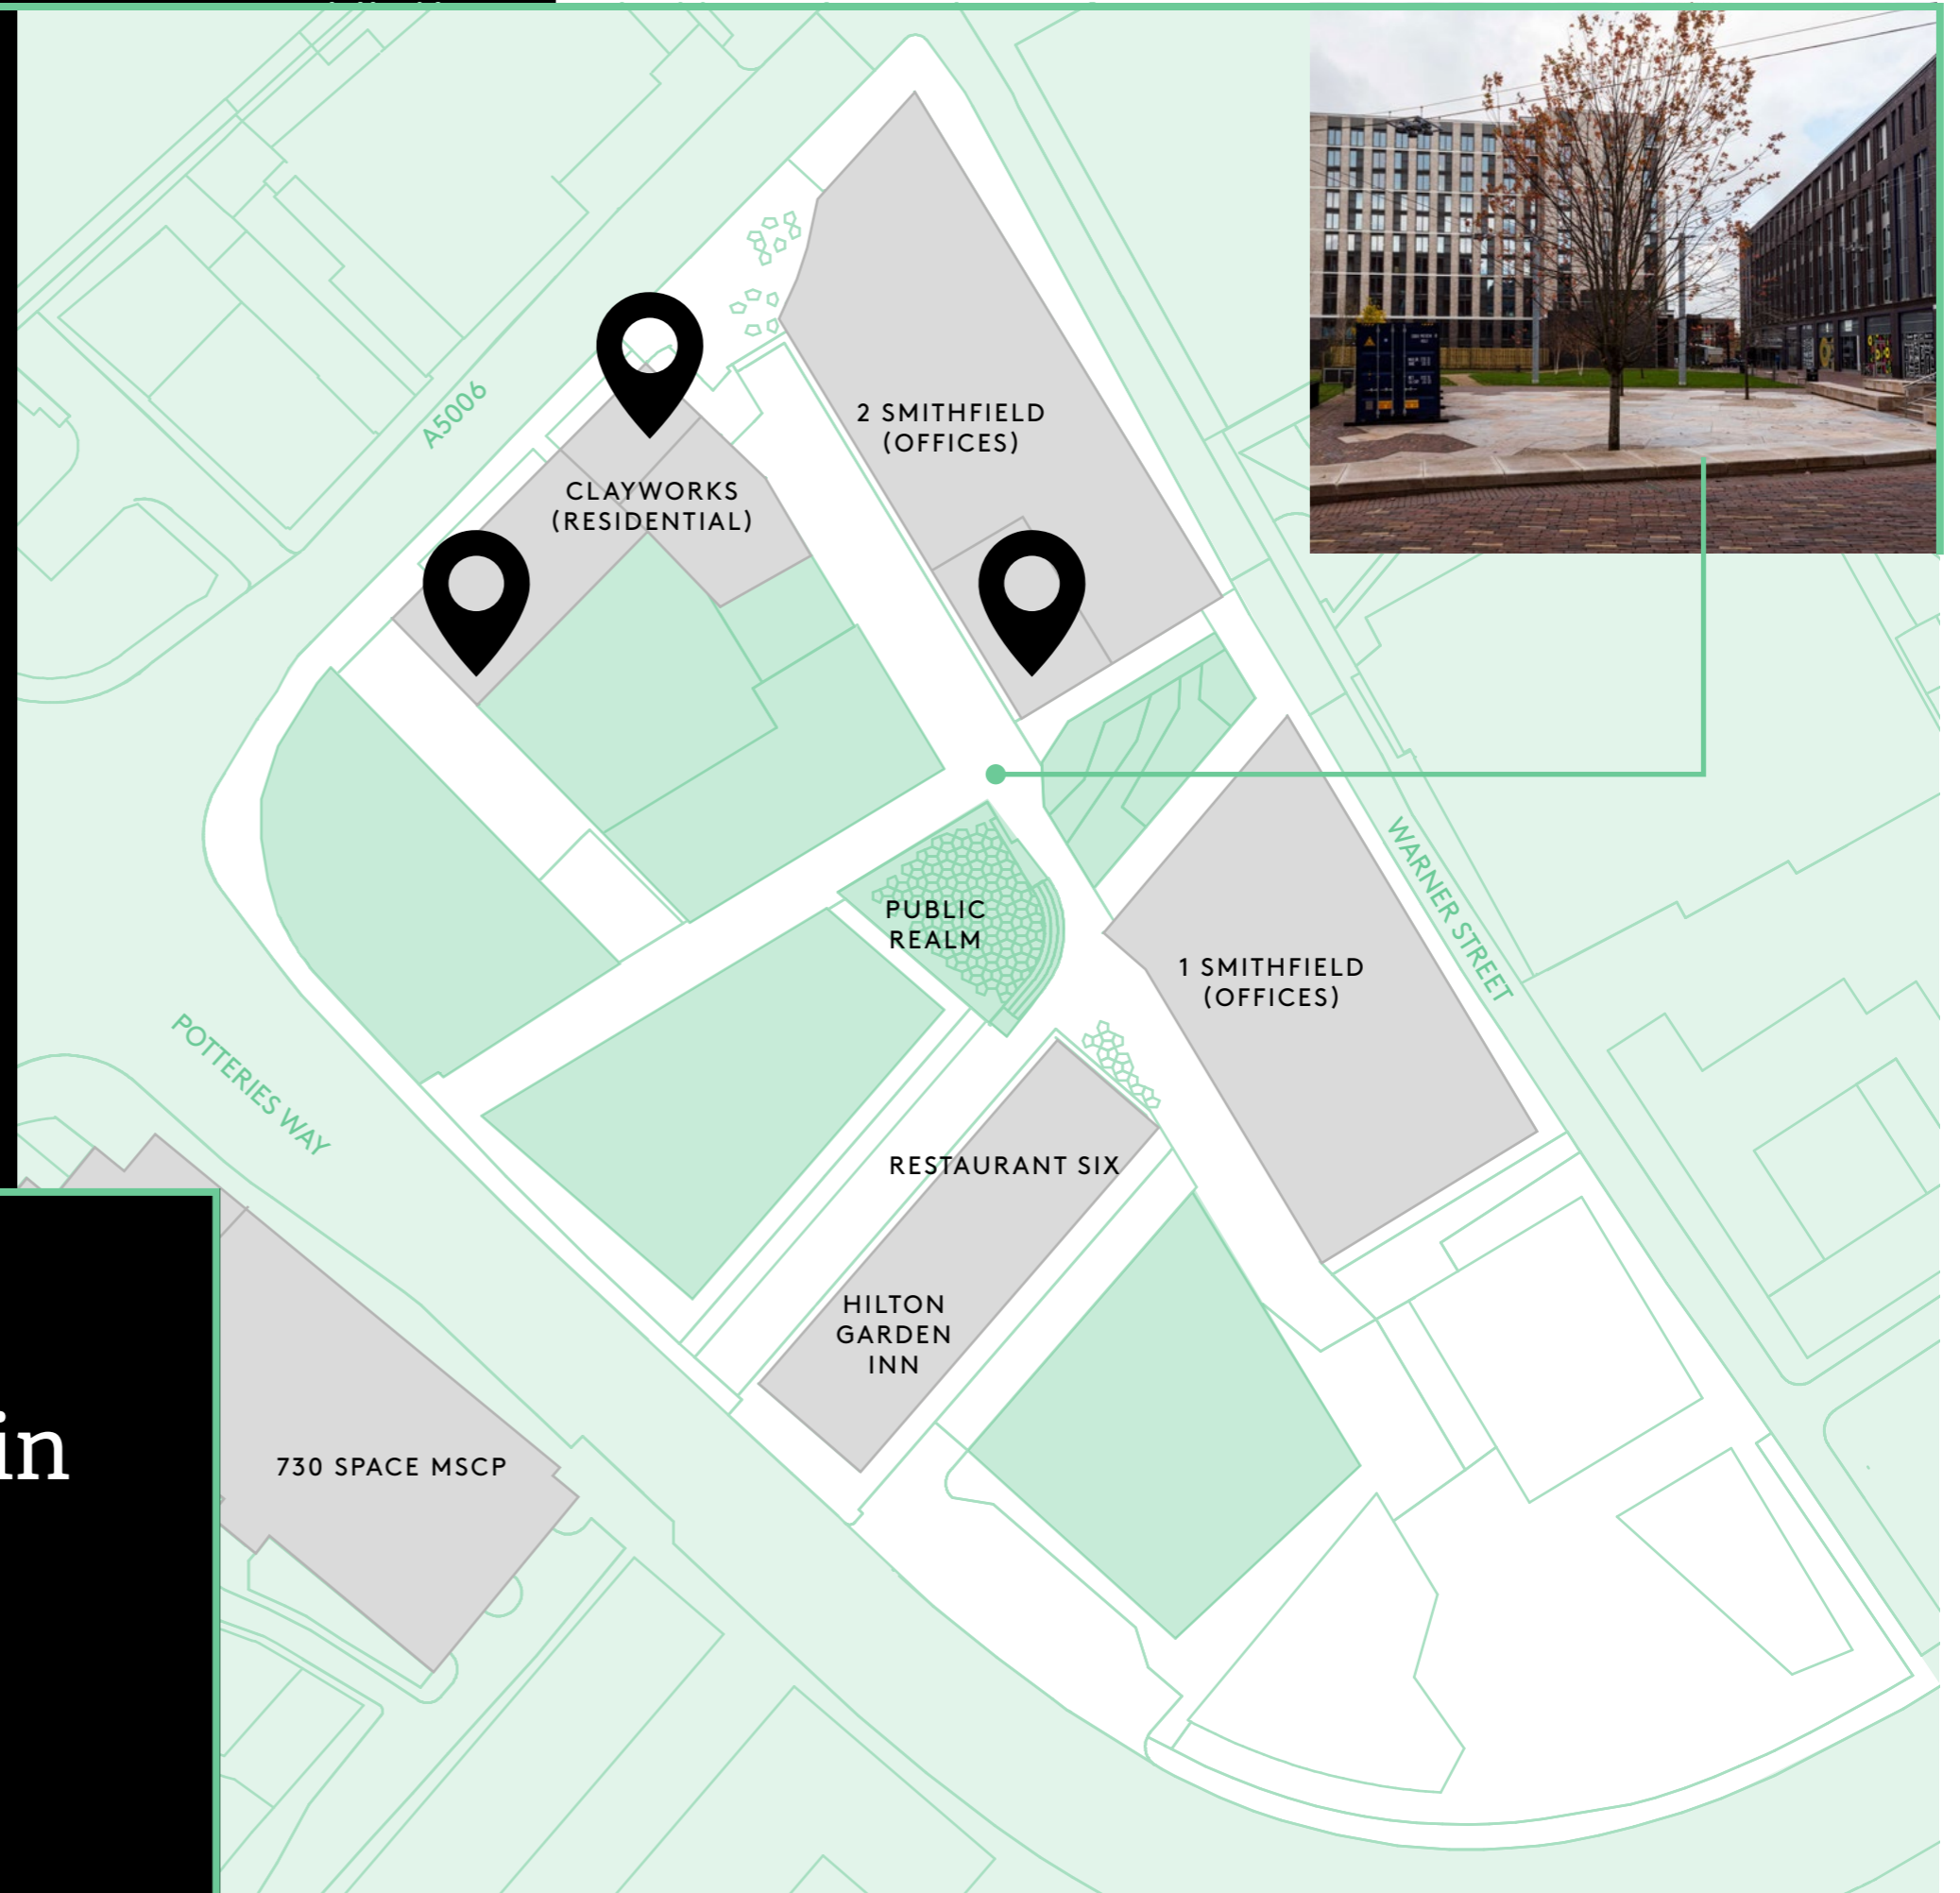 2 SMITHFIELD
(OFFICES)
A5006
CLAYWORKS
(RESIDENTIAL)
PUBLIC
REALM
WARNER STREET
1 SMITHFIELD
(OFFICES)
POTTERIES WAY
RESTAURANT SIX
HILTON
GARDEN
INN
730 SPACE MSCP
in